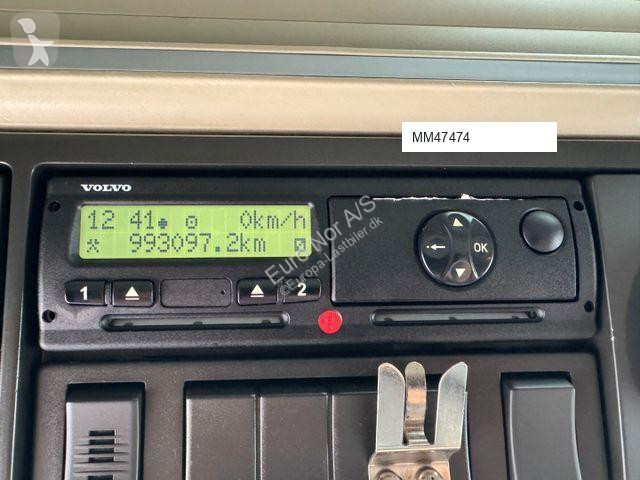 MM47474
VOLVO
12 41 0km/h
993097.2km
1 2
OK
Euro Nor A/S
©Europa-Lastbiler.dk